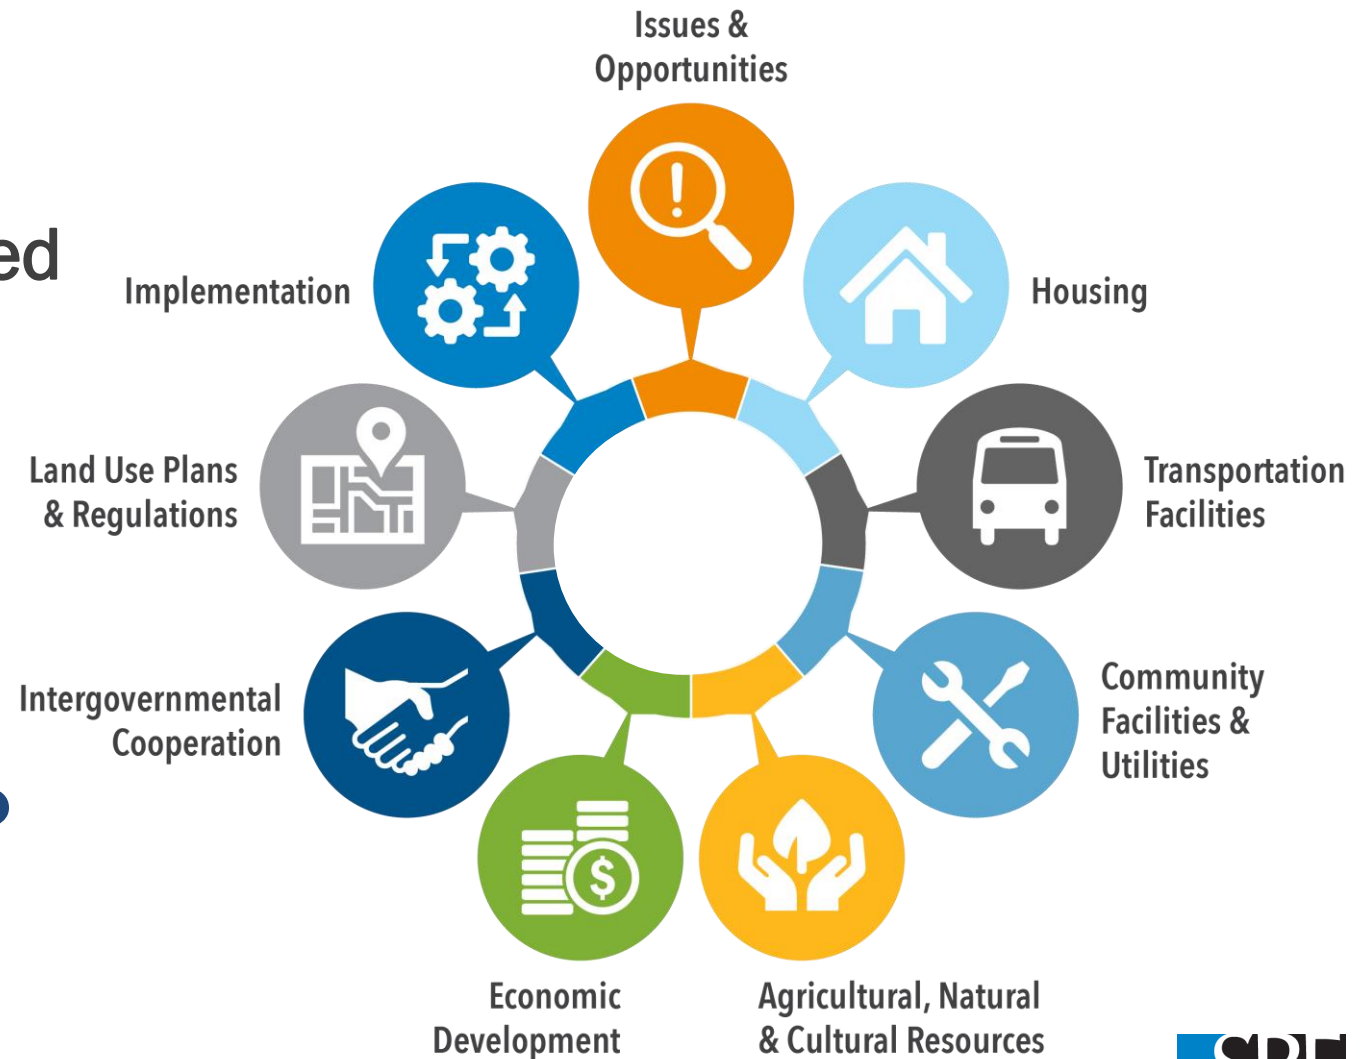 Issues &
Opportunities
ed
Implementation
Housing
Land Use Plans
& Regulations
Transportation
Facilities
Intergovernmental
Cooperation
Community
Facilities &
Utilities
$
Economic
Development
Agricultural, Natural
& Cultural Resources